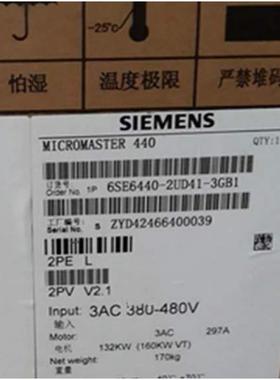 -25°C
怕湿 温度极限 严禁堆码
SIEMENS
MICROMASTER 440 QTY:1
订货号:
Order No. 1P 6SE6440-2UD41-3GB1
工厂编号
Serial No. S ZYD42466400039
2PE L
2PV V2.1
Input: 3AC 380-480V
输入
Motor: 3AC 297A
电机 132KW (160KW VT)
Net weight: 170kg
重量